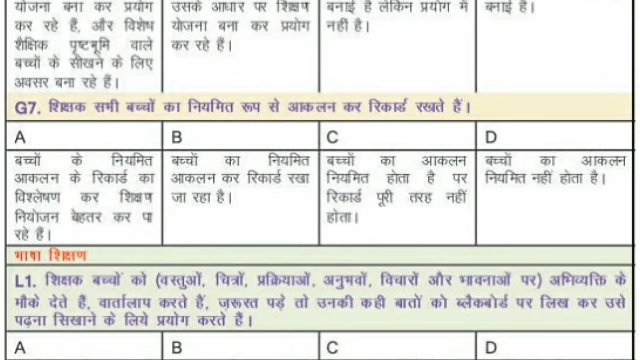 योजना बना कर प्रयोग
कर रहे हैं, और विशेष
शैक्षिक पृष्टभूमि वाले
बच्चों के सीखने के लिए
अवसर बना रहे हैं।
उसके आधार पर शिक्षण
योजना बना कर प्रयोग
कर रहे हैं।
बनाई है लेकिन प्रयोग में
नही है।
बनाई है।
G7. शिक्षक सभी बच्चों का नियमित रूप से आकलन कर रिकार्ड रखते हैं।
A B C D
बच्चों के नियमित
आकलन के रिकार्ड का
विश्लेषण कर शिक्षण
नियोजन बेहतर कर पा
रहे हैं।
बच्चों का नियमित
आकलन कर रिकार्ड रखा
जा रहा है।
बच्चों का आकलन
नियमित होता है पर
रिकार्ड पूरी तरह नहीं
होता।
बच्चों का आकलन
नियमित नहीं होता है।
भाषा शिक्षण
L1. शिक्षक बच्चों को (वस्तुओं, चित्रों, प्रक्रियाओं, अनुभवों, विचारों और भावनाओं पर) अभिव्यक्ति के
मौके देते हैं, वार्तालाप करते हैं, ज़रूरत पड़े तो उनकी कही बातों को ब्लैकबोर्ड पर लिख कर उसे
पढ़ना सिखाने के लिये प्रयोग करते हैं।
A B C D